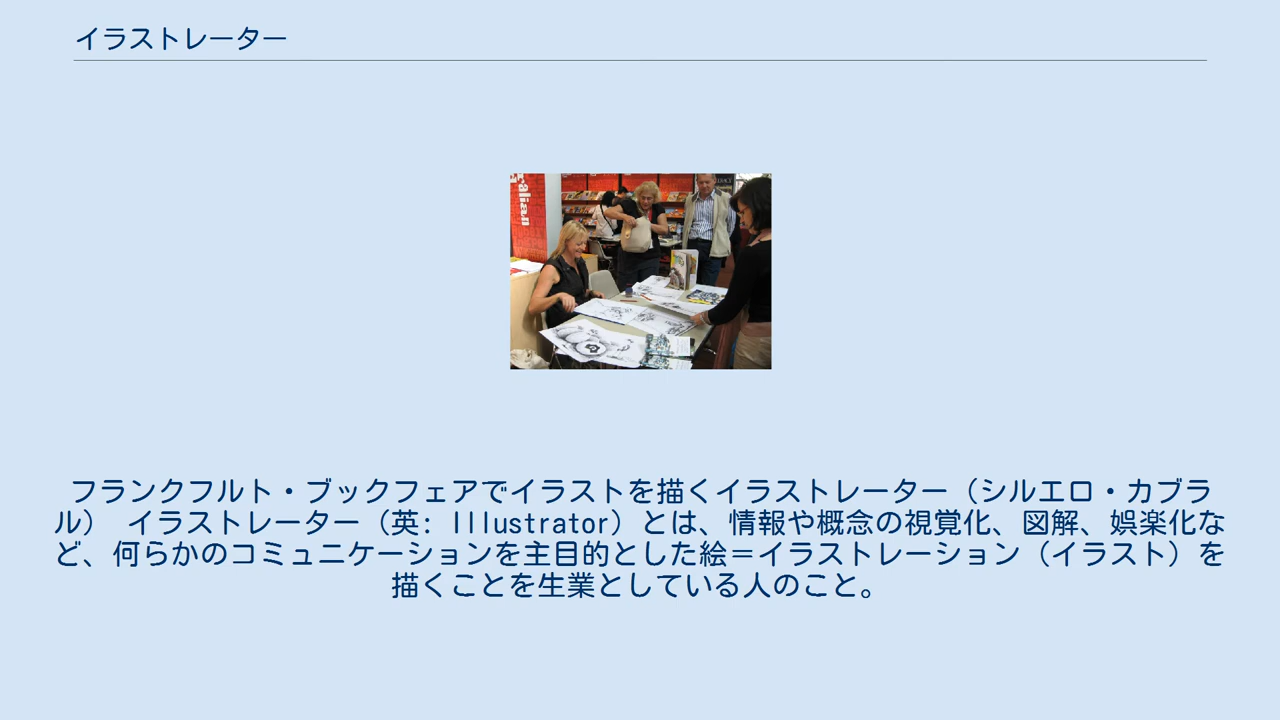 イラストレーター
ralian
フランクフルト・ブックフェアでイラストを描くイラストレーター（シルエロ・カブラ
ル） イラストレーター（英: Illustrator）とは、情報や概念の視覚化、図解、娯楽化な
ど、何らかのコミュニケーションを主目的とした絵＝イラストレーション（イラスト）を
描くことを生業としている人のこと。